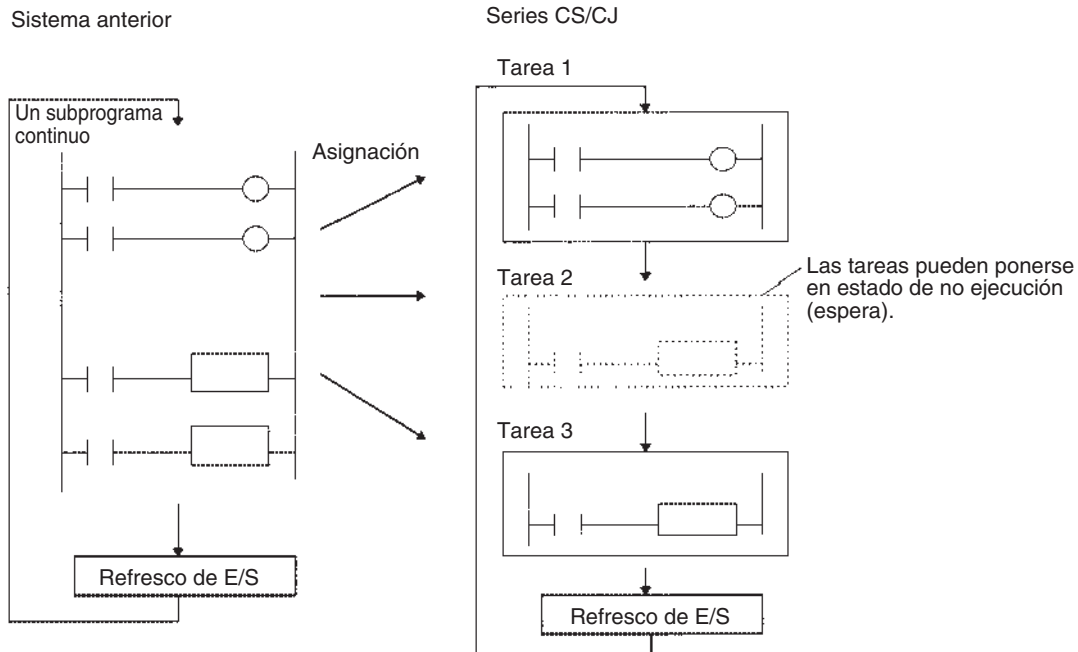 Sistema anterior
Series CS/CJ
Un subprograma
continuo
Asignación
Tarea 1
Tarea 2
Las tareas pueden ponerse
en estado de no ejecución
(espera).
Tarea 3
Refresco de E/S
Refresco de E/S